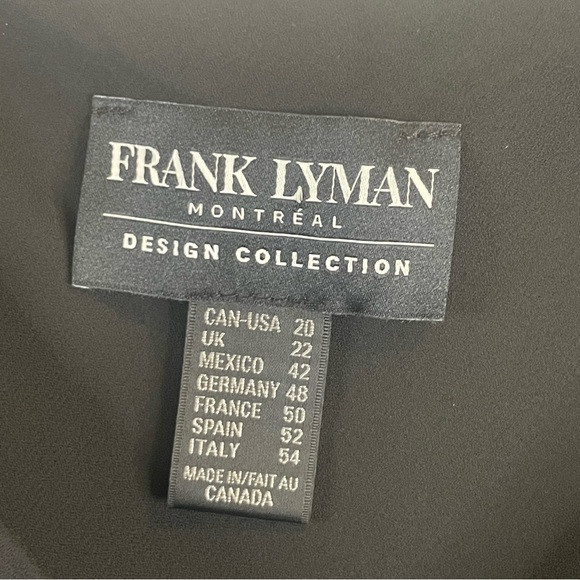 FRANK LYMAN
MONTRÉAL
DESIGN COLLECTION
CAN-USA 20
UK 22
MEXICO 42
GERMANY 48
FRANCE 50
SPAIN 52
ITALY 54
MADE IN/FAIT AU
CANADA